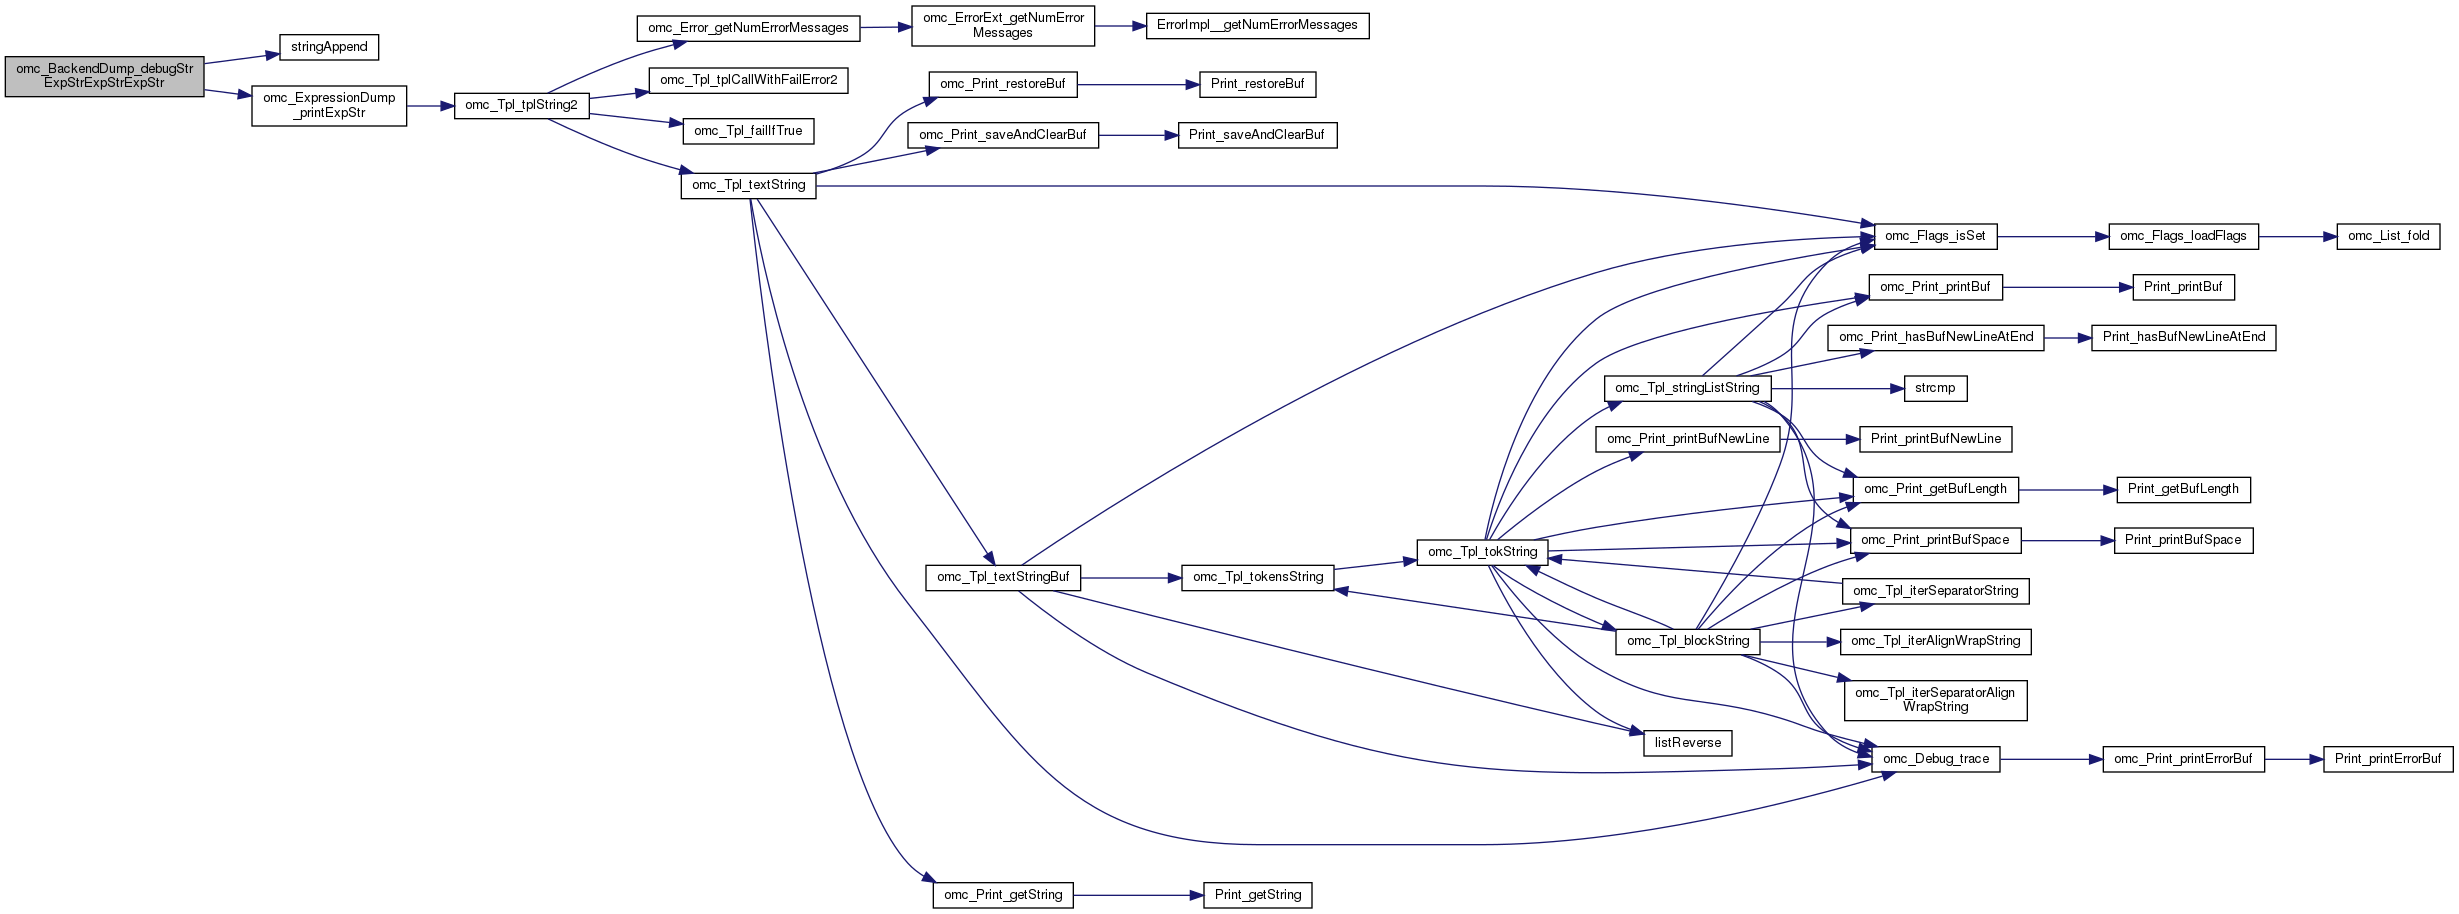 omc_BackendDump_debugStr
ExpStrExpStrExpStr
stringAppend
omc_ExpressionDump
_printExpStr
omc_Tpl_tplString2
omc_Error_getNumErrorMessages
omc_ErrorExt_getNumError
Messages
ErrorImpl__getNumErrorMessages
omc_Tpl_tplCallWithFailError2
omc_Tpl_failIfTrue
omc_Tpl_textString
omc_Print_restoreBuf
Print_restoreBuf
omc_Print_saveAndClearBuf
Print_saveAndClearBuf
omc_Flags_isSet
omc_Flags_loadFlags
omc_List_fold
omc_Print_printBuf
Print_printBuf
omc_Print_hasBufNewLineAtEnd
Print_hasBufNewLineAtEnd
omc_Tpl_stringListString
strcmp
omc_Print_printBufNewLine
Print_printBufNewLine
omc_Print_getBufLength
Print_getBufLength
omc_Print_printBufSpace
Print_printBufSpace
omc_Tpl_tokString
omc_Tpl_textStringBuf
omc_Tpl_tokensString
omc_Tpl_iterSeparatorString
omc_Tpl_blockString
omc_Tpl_iterAlignWrapString
omc_Tpl_iterSeparatorAlign
WrapString
listReverse
omc_Debug_trace
omc_Print_printErrorBuf
Print_printErrorBuf
omc_Print_getString
Print_getString